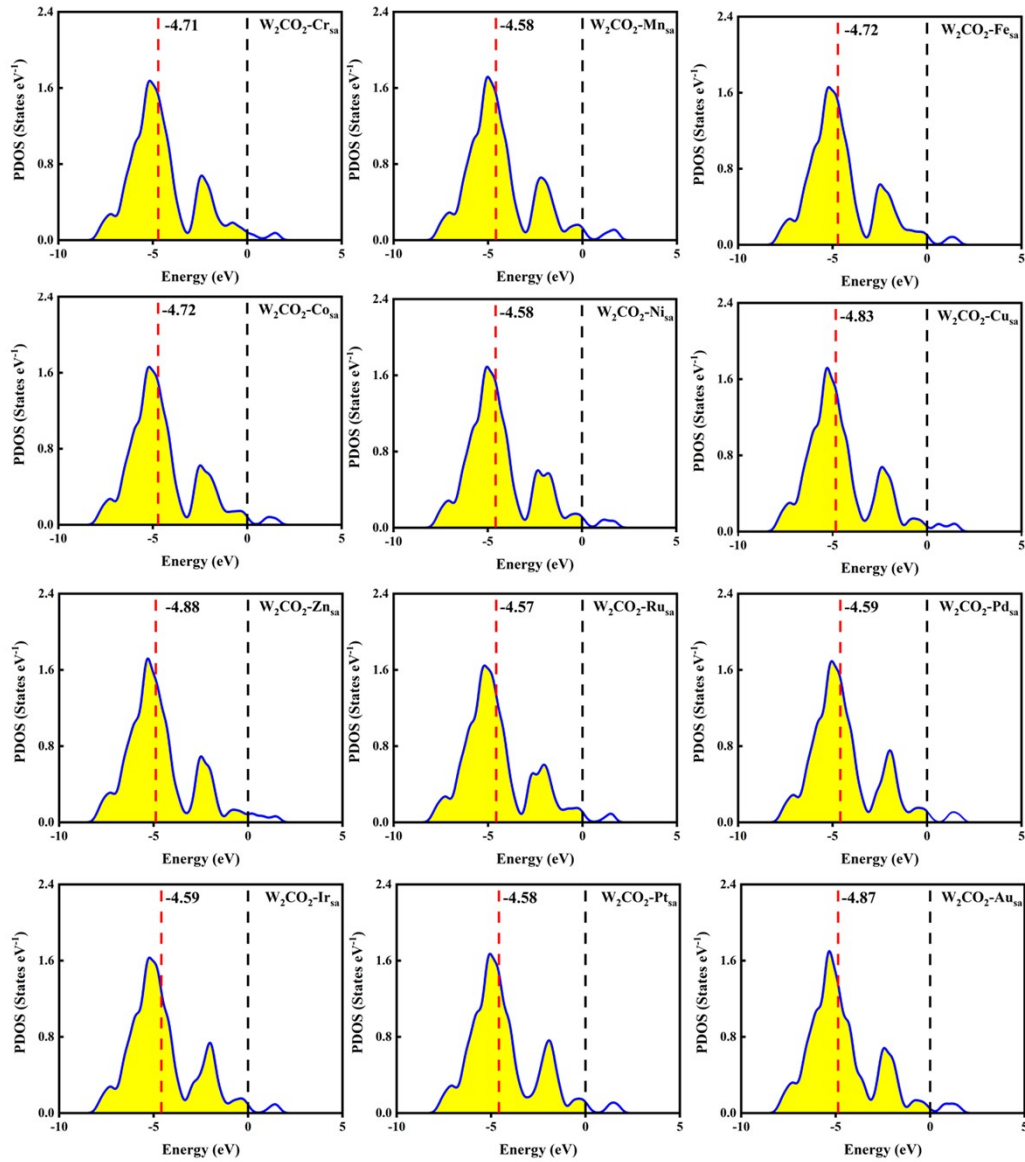 -4.71 W₂CO₂-Crₛₐ
PDOS (States eV⁻¹)
2.4
1.6
0.8
0.0
-10 -5 0 5
Energy (eV)
-4.58 W₂CO₂-Mnₛₐ
PDOS (States eV⁻¹)
2.4
1.6
0.8
0.0
-10 -5 0 5
Energy (eV)
-4.72 W₂CO₂-Feₛₐ
PDOS (States eV⁻¹)
2.4
1.6
0.8
0.0
-10 -5 0 5
Energy (eV)
-4.72 W₂CO₂-Coₛₐ
PDOS (States eV⁻¹)
2.4
1.6
0.8
0.0
-10 -5 0 5
Energy (eV)
-4.58 W₂CO₂-Niₛₐ
PDOS (States eV⁻¹)
2.4
1.6
0.8
0.0
-10 -5 0 5
Energy (eV)
-4.83 W₂CO₂-Cuₛₐ
PDOS (States eV⁻¹)
2.4
1.6
0.8
0.0
-10 -5 0 5
Energy (eV)
-4.88 W₂CO₂-Znₛₐ
PDOS (States eV⁻¹)
2.4
1.6
0.8
0.0
-10 -5 0 5
Energy (eV)
-4.57 W₂CO₂-Ruₛₐ
PDOS (States eV⁻¹)
2.4
1.6
0.8
0.0
-10 -5 0 5
Energy (eV)
-4.59 W₂CO₂-Pdₛₐ
PDOS (States eV⁻¹)
2.4
1.6
0.8
0.0
-10 -5 0 5
Energy (eV)
-4.59 W₂CO₂-Irₛₐ
PDOS (States eV⁻¹)
2.4
1.6
0.8
0.0
-10 -5 0 5
Energy (eV)
-4.58 W₂CO₂-Ptₛₐ
PDOS (States eV⁻¹)
2.4
1.6
0.8
0.0
-10 -5 0 5
Energy (eV)
-4.87 W₂CO₂-Auₛₐ
PDOS (States eV⁻¹)
2.4
1.6
0.8
0.0
-10 -5 0 5
Energy (eV)